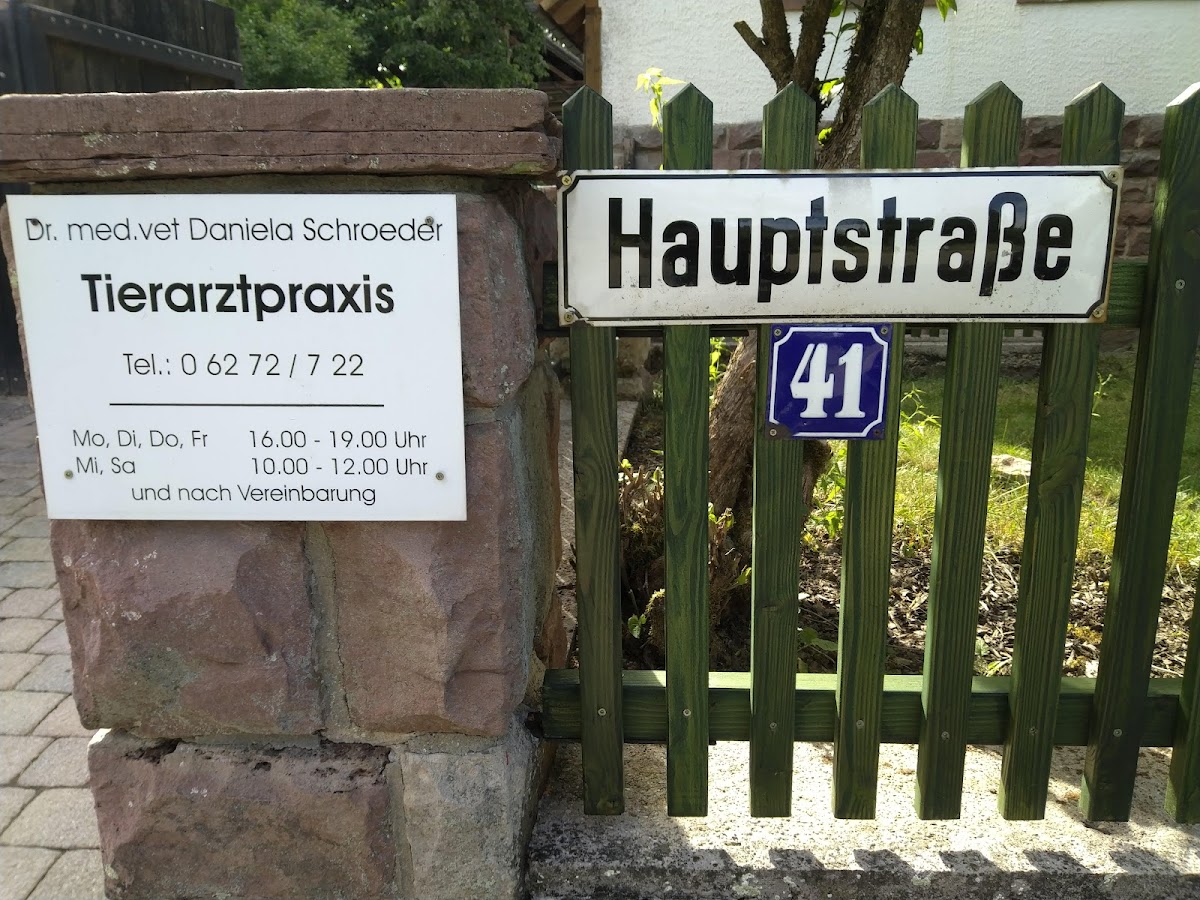 Dr. med.vet Daniela Schroeder
Tierarztpraxis
Tel.: 0 62 72 / 7 22
Mo, Di, Do, Fr 16.00 - 19.00 Uhr
Mi, Sa 10.00 - 12.00 Uhr
und nach Vereinbarung
Hauptstraße
41